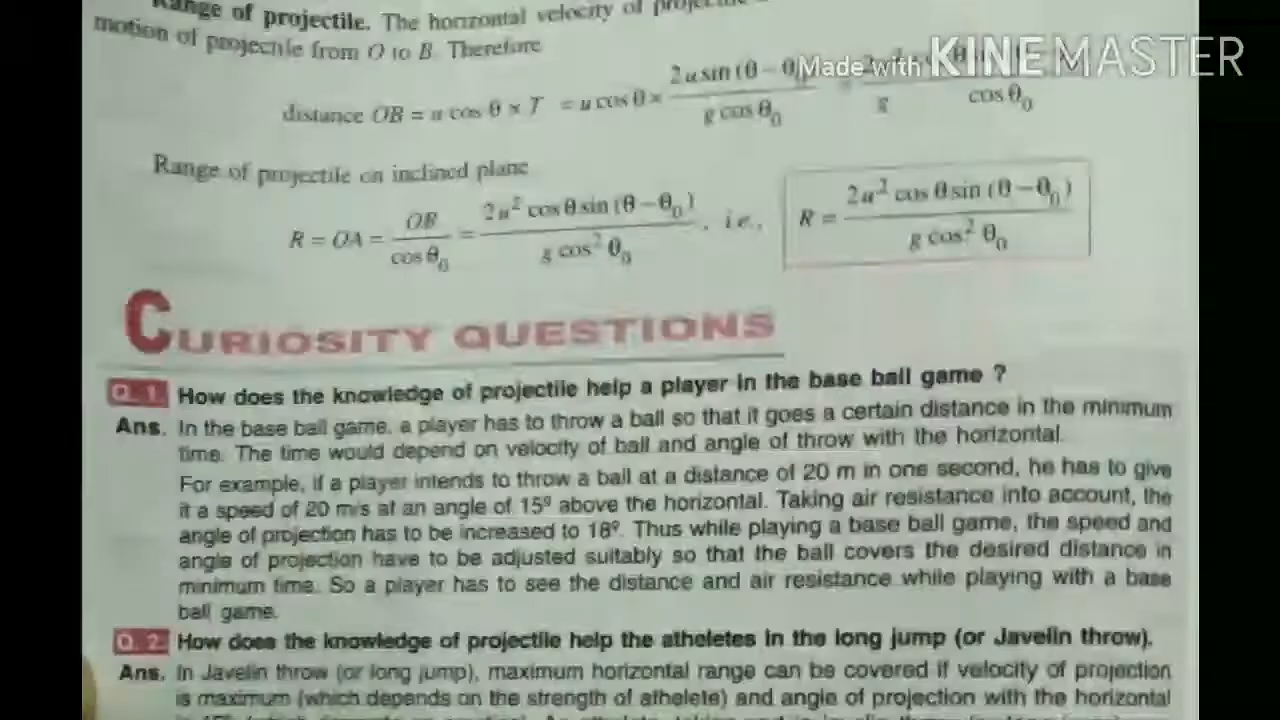 Range of projectile. The horizontal velocity of
motion of projectile from O to B. Therefore
Made with KINEMASTER
distance OB = u cos θ × T = u cos θ × 2 u sin (θ − θ₀) / g cos θ₀ =
Range of projectile on inclined plane
R = OA = OB / cos θ₀ = 2 u² cos θ sin (θ − θ₀) / g cos² θ₀ , i.e., R = 2 u² cos θ sin (θ − θ₀) / g cos² θ₀
CURIOSITY QUESTIONS
Q. 1. How does the knowledge of projectile help a player in the base ball game ?
Ans. In the base ball game, a player has to throw a ball so that it goes a certain distance in the minimum
time. The time would depend on velocity of ball and angle of throw with the horizontal.
For example, if a player intends to throw a ball at a distance of 20 m in one second, he has to give
it a speed of 20 m/s at an angle of 15º above the horizontal. Taking air resistance into account, the
angle of projection has to be increased to 18º. Thus while playing a base ball game, the speed and
angle of projection have to be adjusted suitably so that the ball covers the desired distance in
minimum time. So a player has to see the distance and air resistance while playing with a base
ball game.
Q. 2. How does the knowledge of projectile help the atheletes in the long jump (or Javelin throw).
Ans. In Javelin throw (or long jump), maximum horizontal range can be covered if velocity of projection
is maximum (which depends on the strength of athelete) and angle of projection with the horizontal